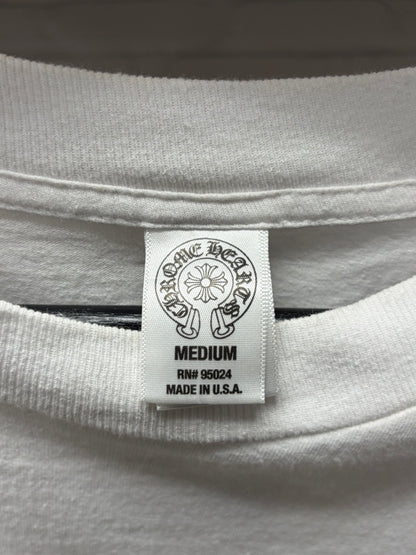 CHROME HEARTS
MEDIUM
RN# 95024
MADE IN U.S.A.